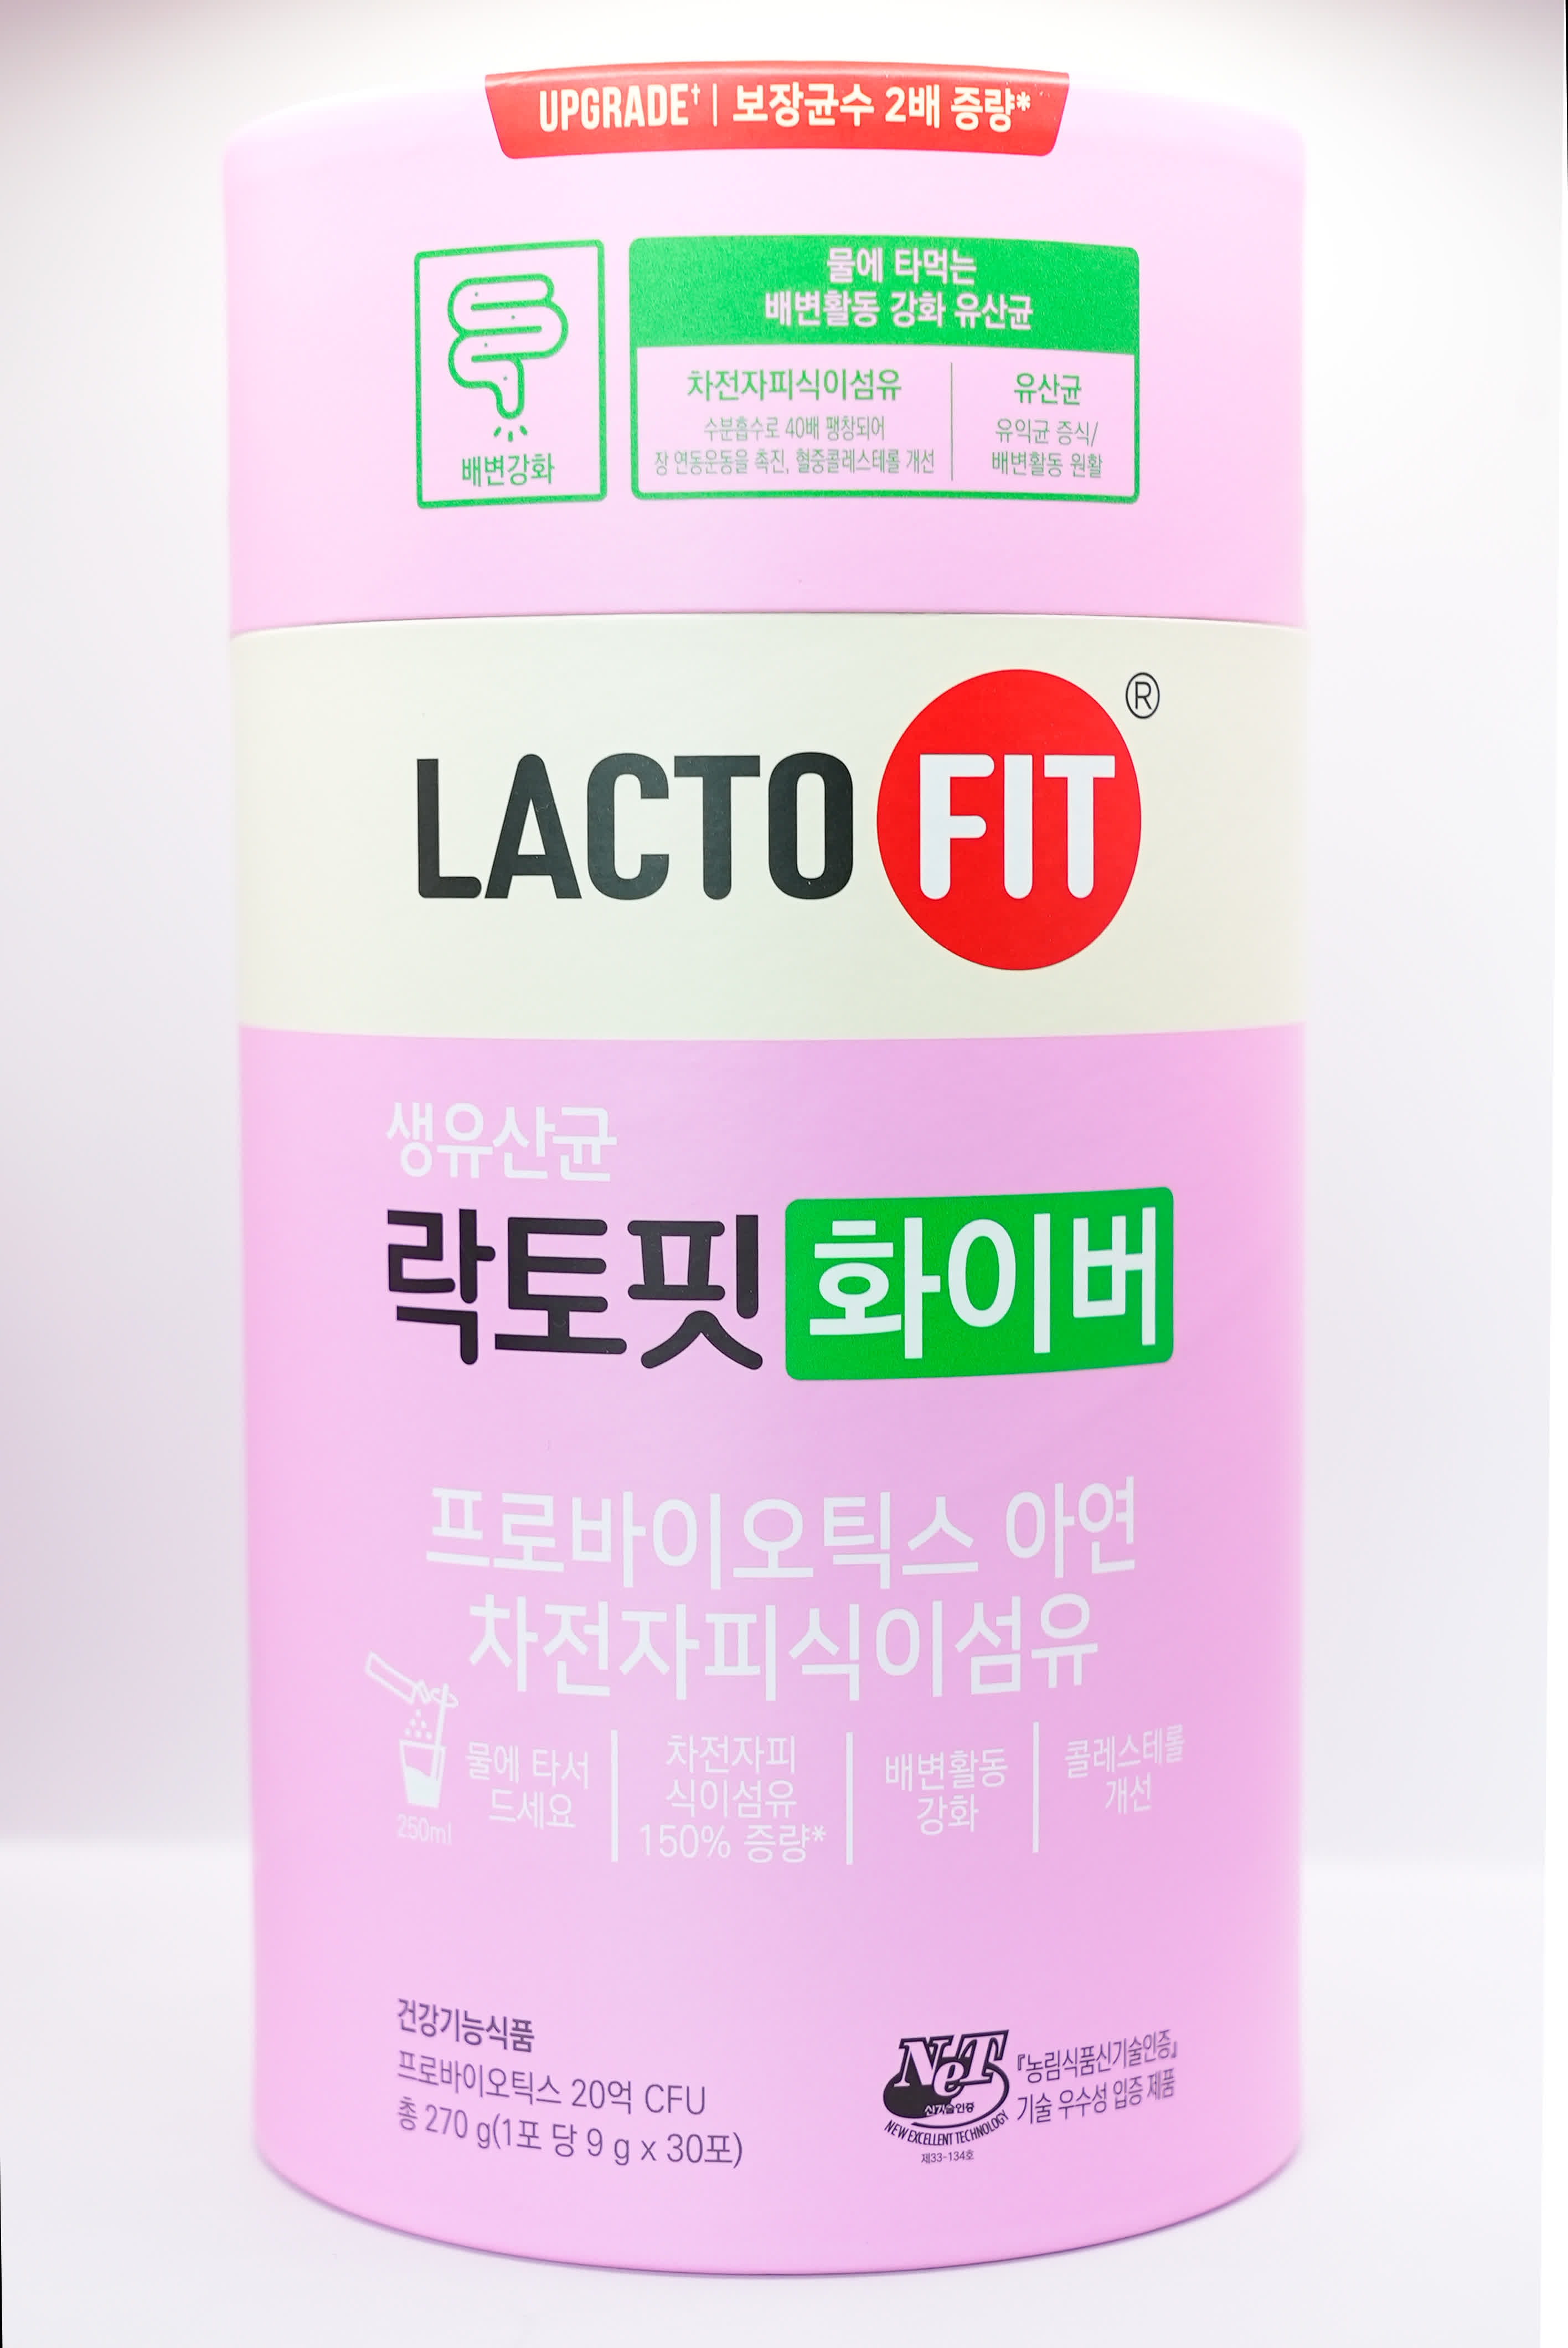 UPGRADE† | 보장균수 2배 증량*
물에 타먹는
배변활동 강화 유산균
배변강화
차전자피식이섬유
수분흡수로 40배 팽창되어
장 연동운동을 촉진, 혈중콜레스테롤 개선
유산균
유익균 증식/
배변활동 원활
LACTO FIT®
생유산균
락토핏 화이버
프로바이오틱스 아연
차전자피식이섬유
250ml
물에 타서
드세요
차전자피
식이섬유
150% 증량*
배변활동
강화
콜레스테롤
개선
건강기능식품
프로바이오틱스 20억 CFU
총 270 g(1포 당 9 g x 30포)
NeT
신기술인증
NEW EXCELLENT TECHNOLOGY
제33-134호
『농림식품신기술인증』
기술 우수성 입증 제품